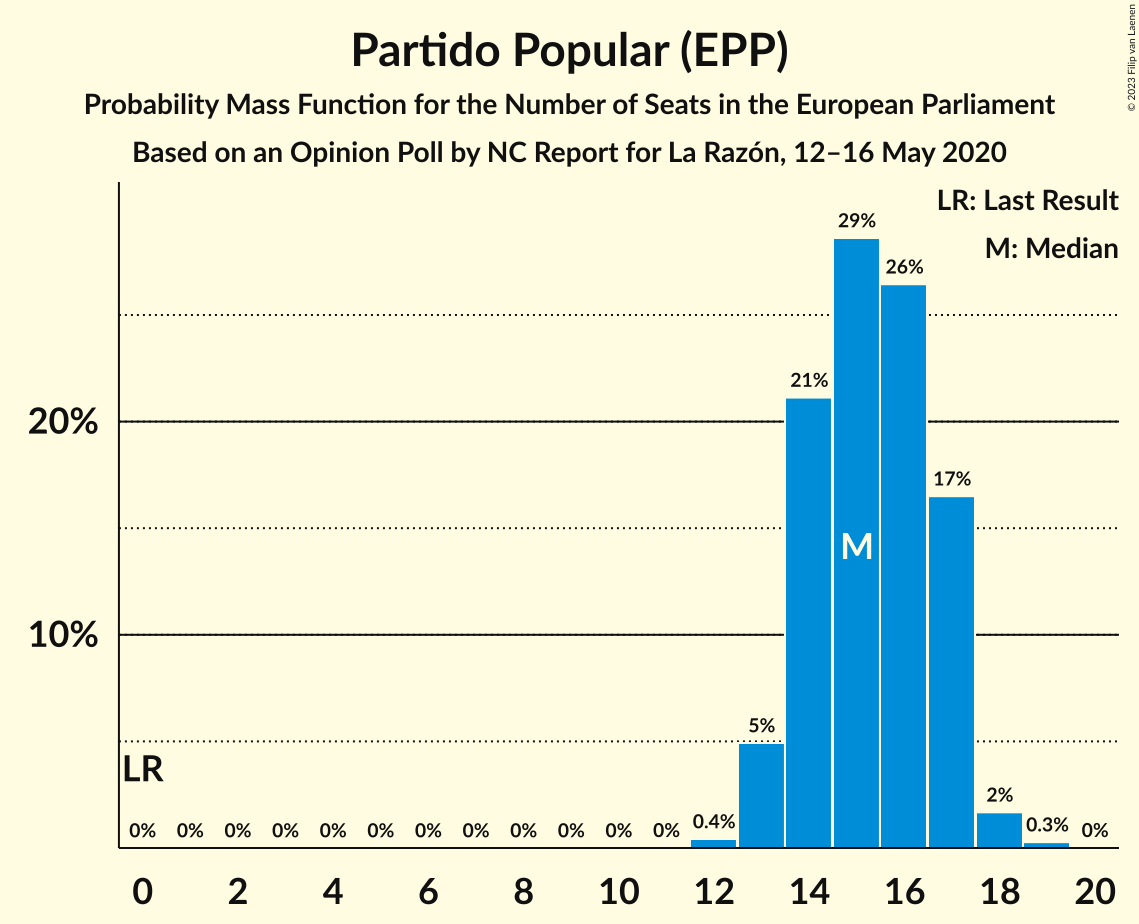 Partido Popular (EPP)
Probability Mass Function for the Number of Seats in the European Parliament
Based on an Opinion Poll by NC Report for La Razón, 12–16 May 2020
© 2023 Filip van Laenen
LR: Last Result
M: Median
29%
26%
21%
20%
17%
M
10%
5%
LR
2%
0% 0% 0% 0% 0% 0% 0% 0% 0% 0% 0% 0% 0.4% 0.3% 0%
0 2 4 6 8 10 12 14 16 18 20